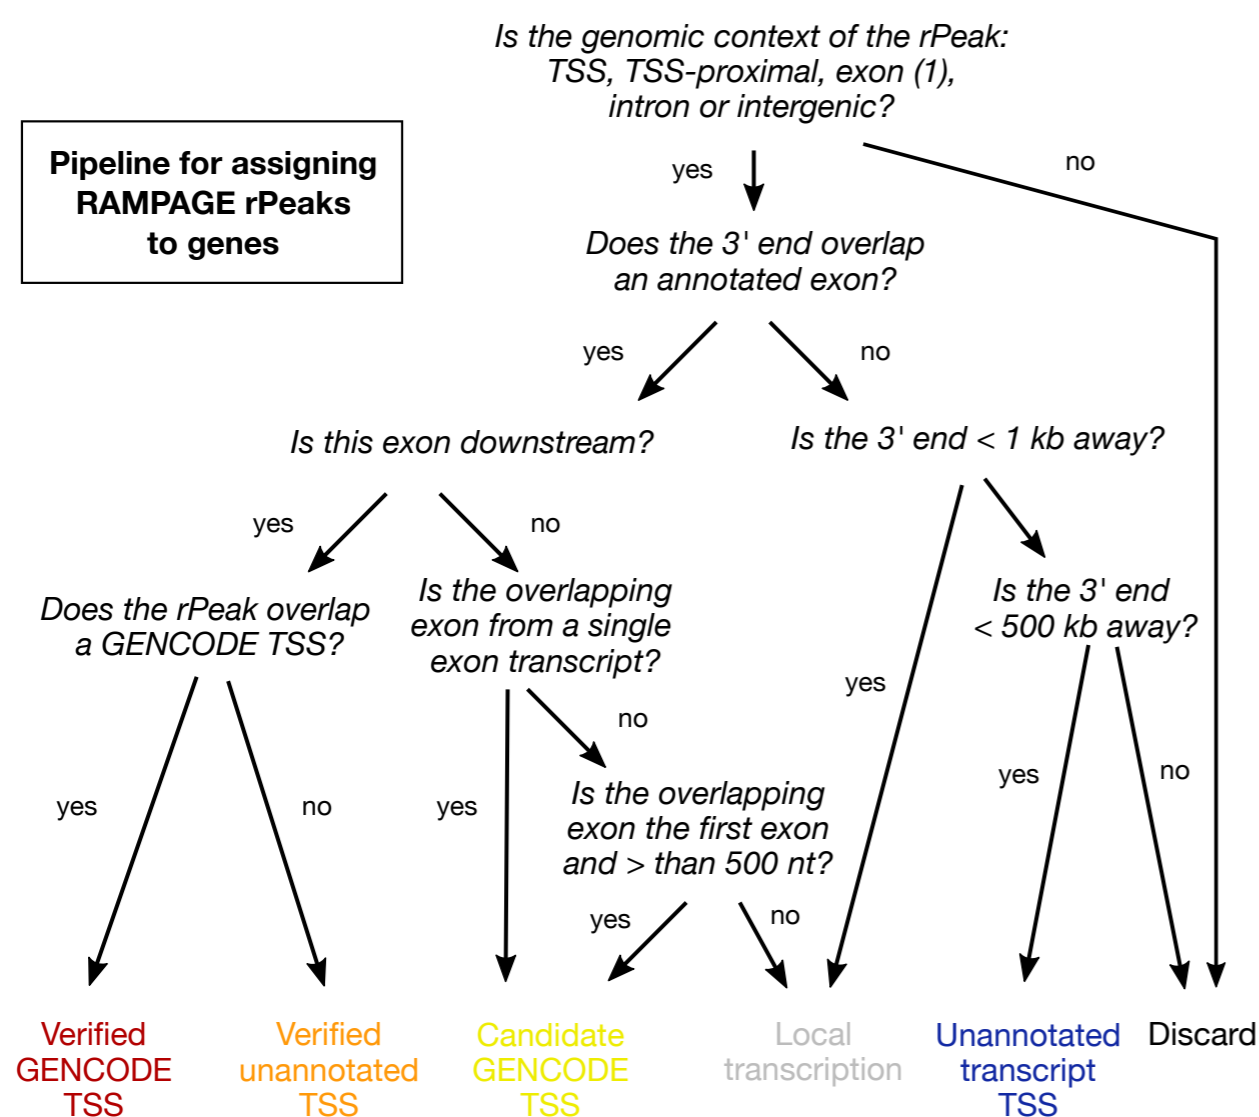 Is the genomic context of the rPeak:
TSS, TSS-proximal, exon (1),
intron or intergenic?
Pipeline for assigning
RAMPAGE rPeaks
to genes
yes
no
Does the 3' end overlap
an annotated exon?
yes
no
Is this exon downstream?
Is the 3' end < 1 kb away?
yes
no
Does the rPeak overlap
a GENCODE TSS?
Is the overlapping
exon from a single
exon transcript?
Is the 3' end
< 500 kb away?
yes
no
yes
no
yes
no
yes
Is the overlapping
exon the first exon
and > than 500 nt?
yes
no
yes
no
Verified
GENCODE
TSS
Verified
unannotated
TSS
Candidate
GENCODE
TSS
Local
transcription
Unannotated
transcript
TSS
Discard